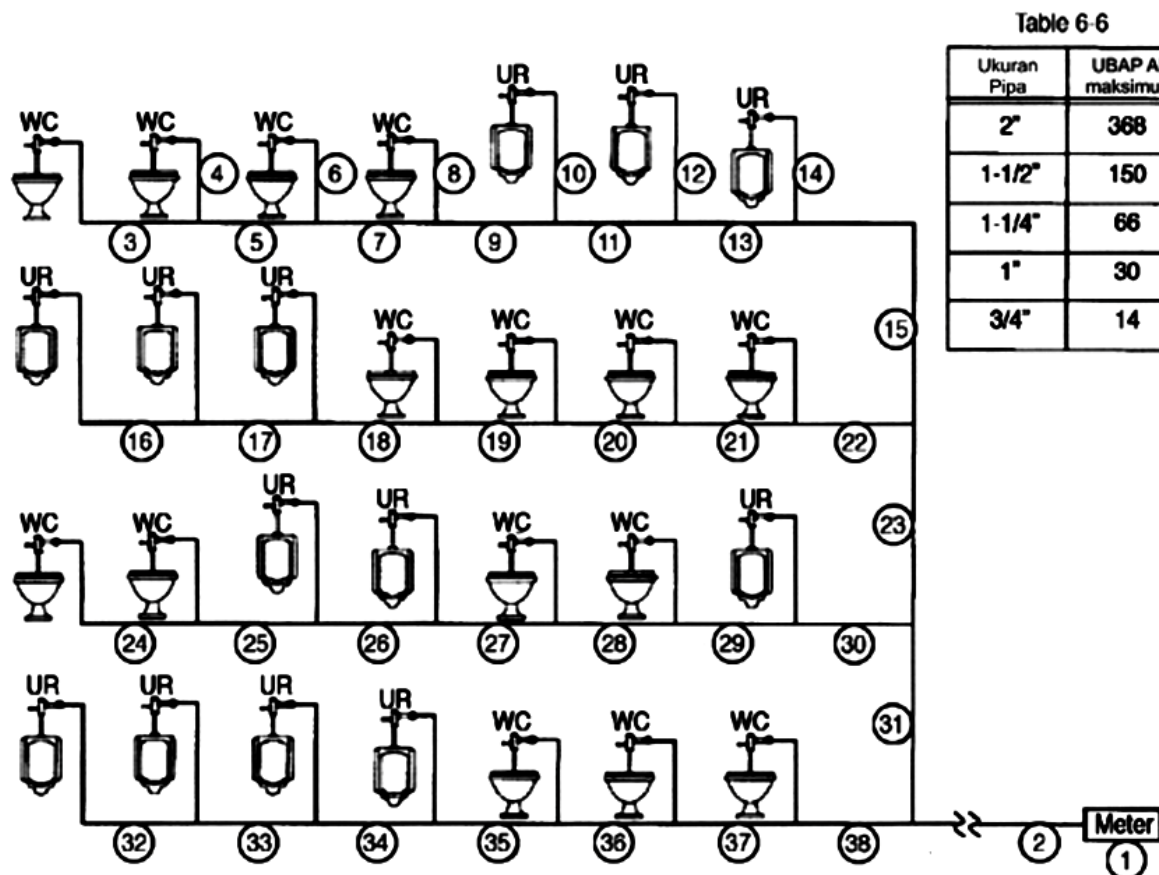 Table 6-6
Ukuran Pipa
UBAP A
maksimu
2" 368
1-1/2" 150
1-1/4" 66
1" 30
3/4" 14
UR UR UR
WC WC WC WC
4 6 8 10 12 14
3 5 7 9 11 13
UR UR UR
WC WC WC WC
15
16 17 18 19 20 21 22
UR UR UR
WC WC WC WC
23
24 25 26 27 28 29 30
UR UR UR UR
WC WC WC
31
32 33 34 35 36 37 38
2
Meter
1